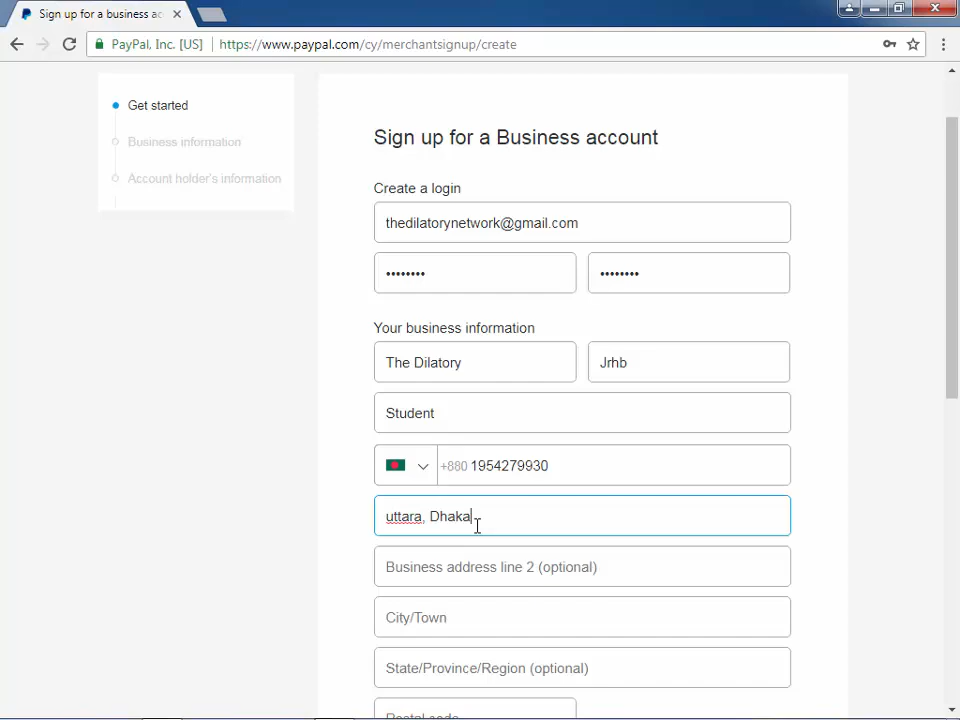 Sign up for a business ac
PayPal, Inc. [US]
https://www.paypal.com/cy/merchantsignup/create
Get started
Business information
Account holder's information
Sign up for a Business account
Create a login
thedilatorynetwork@gmail.com
•••••••• ••••••••
Your business information
The Dilatory Jrhb
Student
+880 1954279930
uttara, Dhaka
Business address line 2 (optional)
City/Town
State/Province/Region (optional)
Postal code